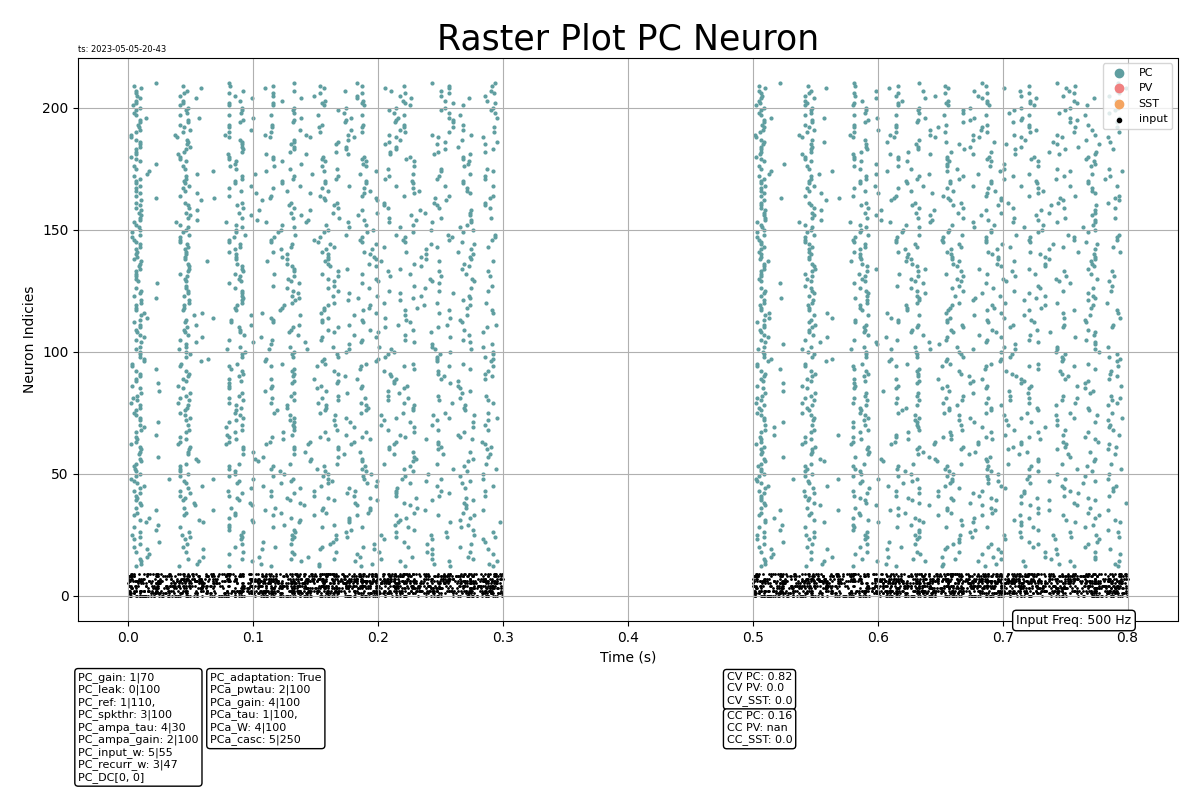 Raster Plot PC Neuron
ts: 2023-05-05-20-43
PC
PV
SST
input
200
150
100
50
0
Neuron Indicies
0.0 0.1 0.2 0.3 0.4 0.5 0.6 0.7 0.8
Input Freq: 500 Hz
Time (s)
PC_gain: 1|70
PC_leak: 0|100
PC_ref: 1|110,
PC_spkthr: 3|100
PC_ampa_tau: 4|30
PC_ampa_gain: 2|100
PC_input_w: 5|55
PC_recurr_w: 3|47
PC_DC[0, 0]
PC_adaptation: True
PCa_pwtau: 2|100
PCa_gain: 4|100
PCa_tau: 1|100,
PCa_W: 4|100
PCa_casc: 5|250
CV PC: 0.82
CV PV: 0.0
CV_SST: 0.0
CC PC: 0.16
CC PV: nan
CC_SST: 0.0